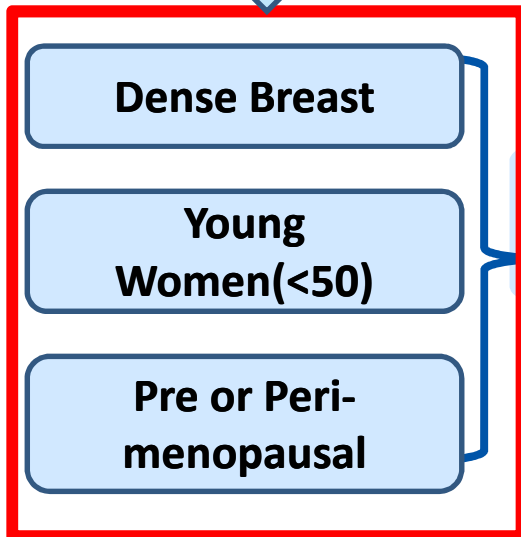 Dense Breast
Young
Women(<50)
Pre or Peri-
menopausal